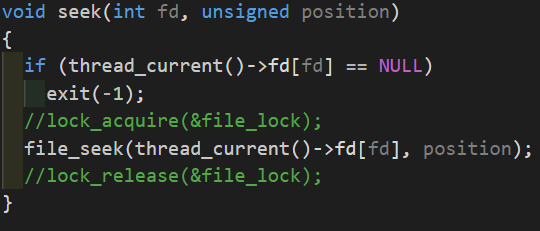 void seek(int fd, unsigned position)
{
  if (thread_current()->fd[fd] == NULL)
    exit(-1);
  //lock_acquire(&file_lock);
  file_seek(thread_current()->fd[fd], position);
  //lock_release(&file_lock);
}